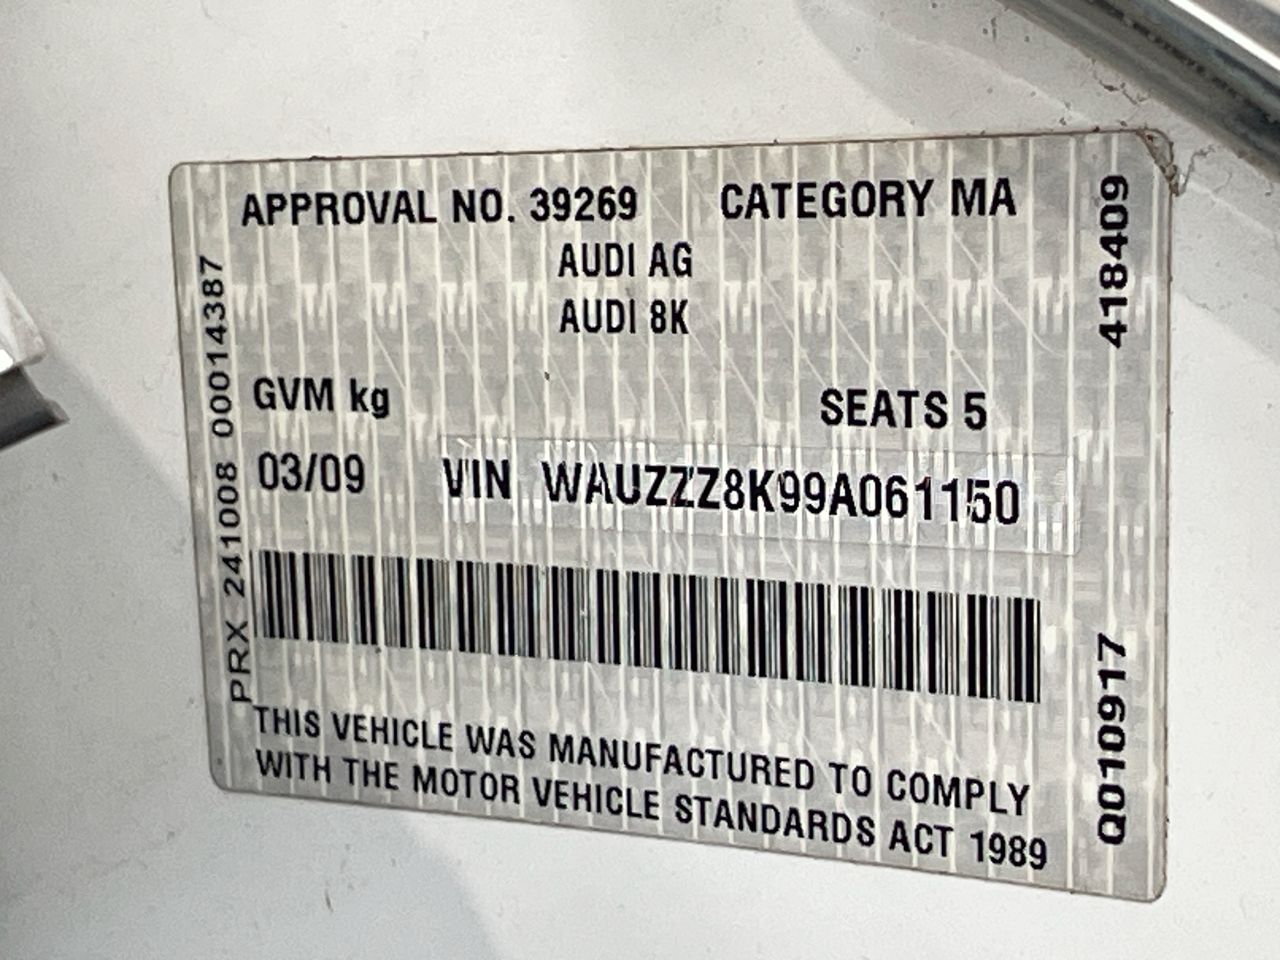 APPROVAL NO. 39269 CATEGORY MA
AUDI AG
AUDI 8K
GVM kg SEATS 5
03/09 VIN WAUZZZ8K99A061150
THIS VEHICLE WAS MANUFACTURED TO COMPLY
WITH THE MOTOR VEHICLE STANDARDS ACT 1989
PRX 241008 00014387
Q010917 418409